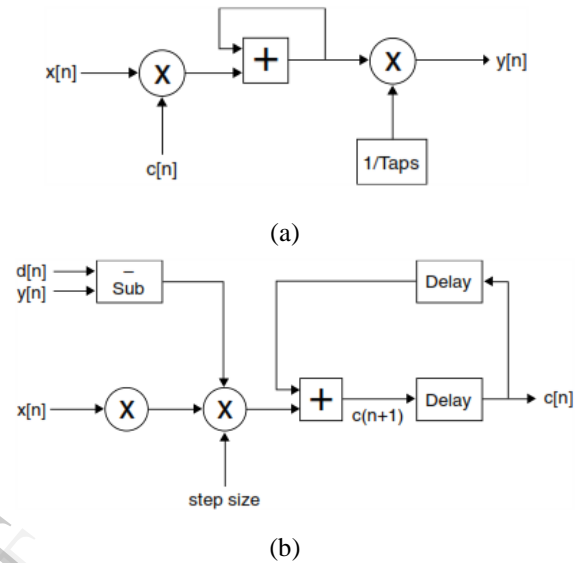 x[n]
X
+
X
y[n]
c[n]
1/Taps
(a)
d[n]
y[n]
–
Sub
Delay
x[n]
X
X
+
c(n+1)
Delay
c[n]
step size
(b)